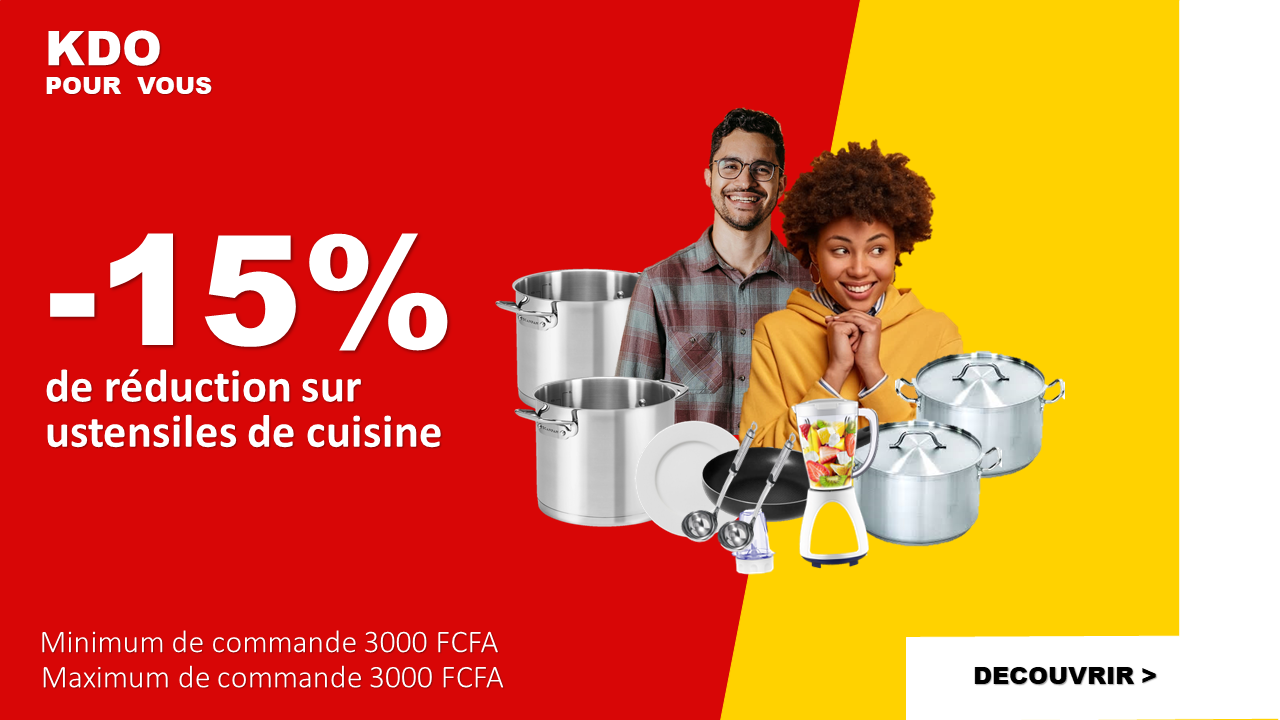 KDO
POUR VOUS
-15%
de réduction sur
ustensiles de cuisine
Minimum de commande 3000 FCFA
Maximum de commande 3000 FCFA
DECOUVRIR >